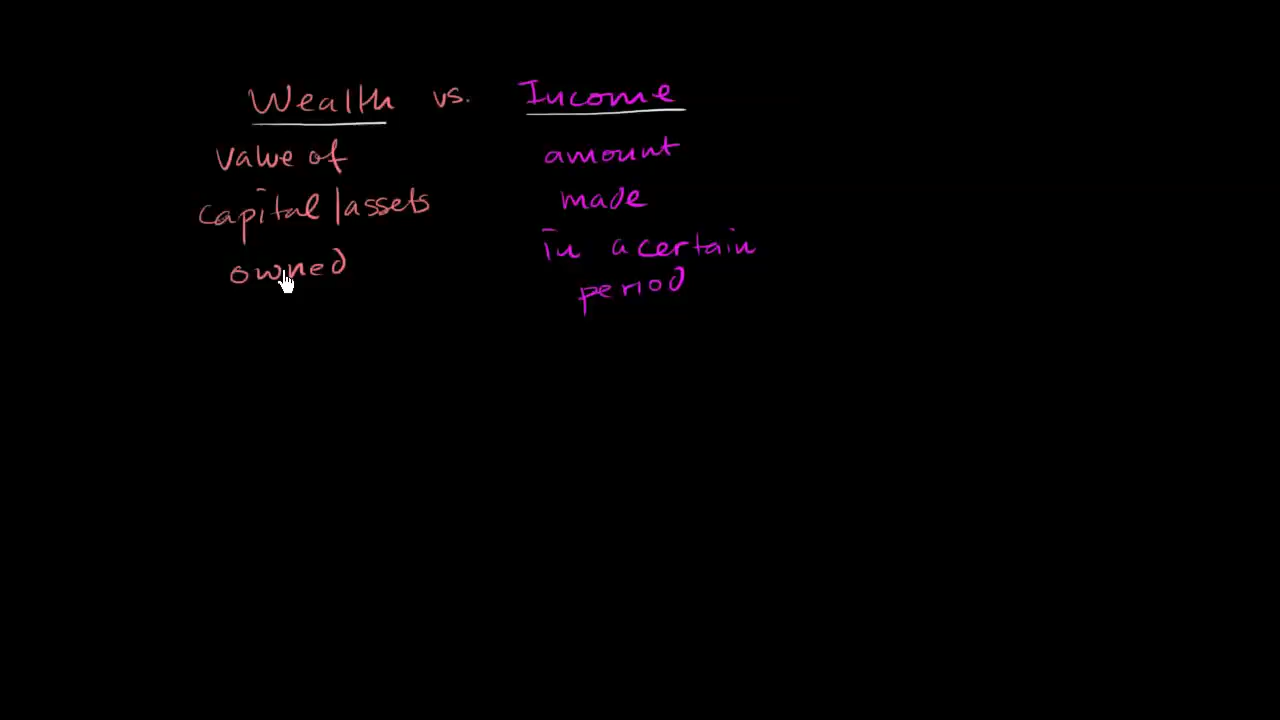 Wealth vs. Income
value of
capital/assets
owned
amount
made
in a certain
period